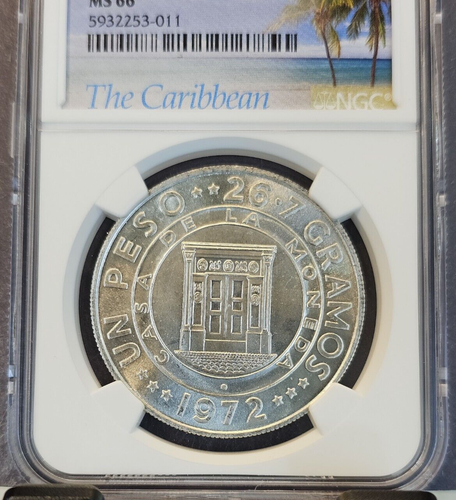 MS 66
5932253-011
The Caribbean
NGC
UN PESO ★★ 26.7 GRAMOS
CASA DE LA MONEDA
★★★ 1972 ★★★